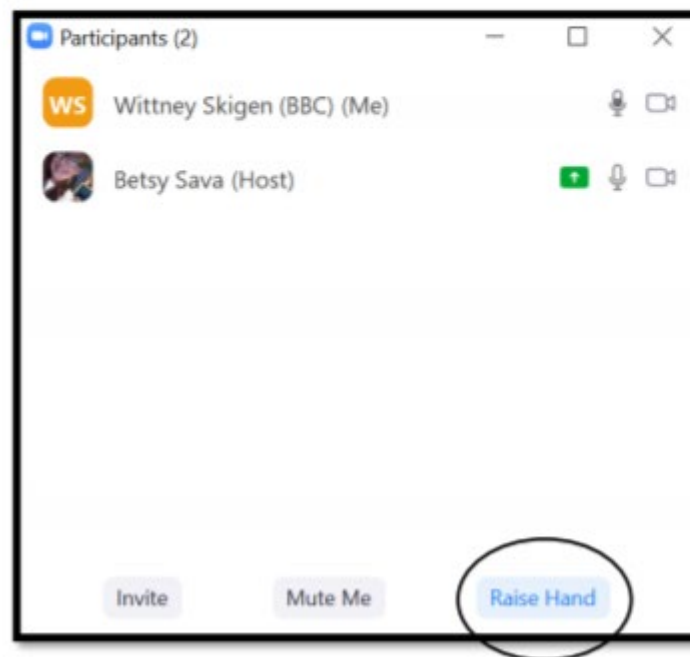 Participants (2)
WS Wittney Skigen (BBC) (Me)
Betsy Sava (Host)
Invite Mute Me Raise Hand